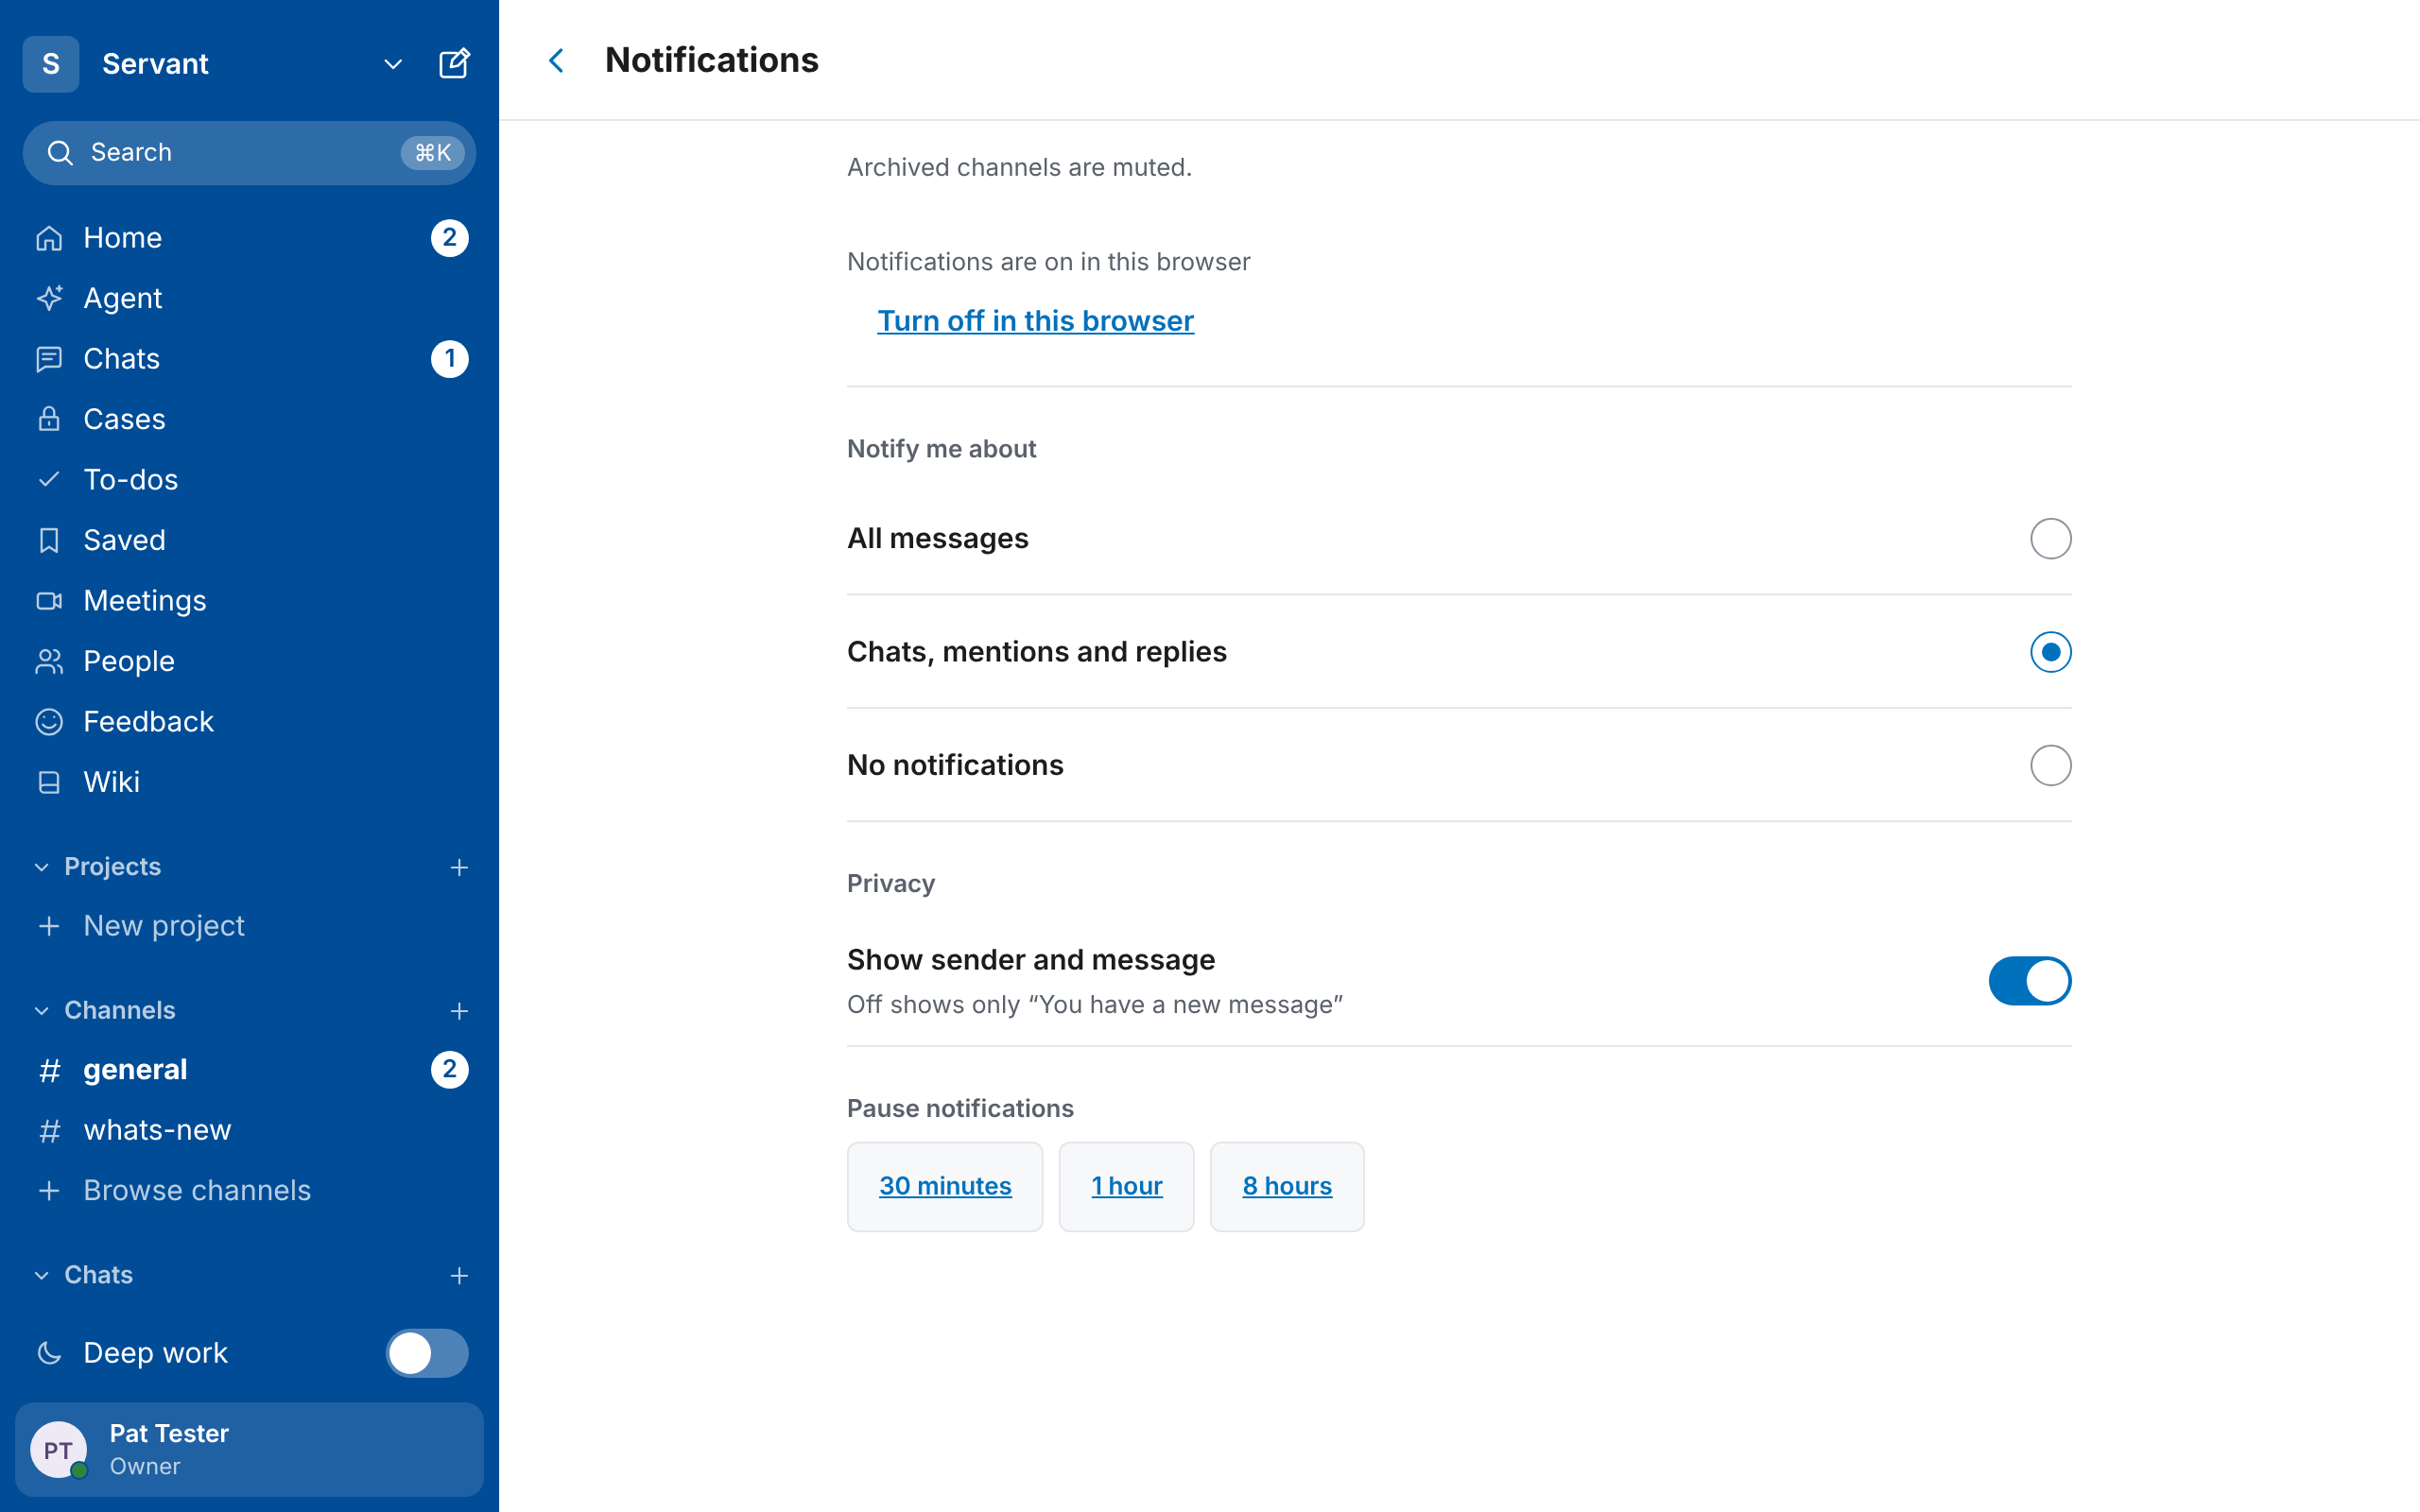 S Servant
Search ⌘K
Home 2
Agent
Chats 1
Cases
To-dos
Saved
Meetings
People
Feedback
Wiki
Projects
New project
Channels
# general 2
# whats-new
Browse channels
Chats
Deep work
PT Pat Tester
Owner
Notifications
Archived channels are muted.
Notifications are on in this browser
Turn off in this browser
Notify me about
All messages
Chats, mentions and replies
No notifications
Privacy
Show sender and message
Off shows only “You have a new message”
Pause notifications
30 minutes 1 hour 8 hours